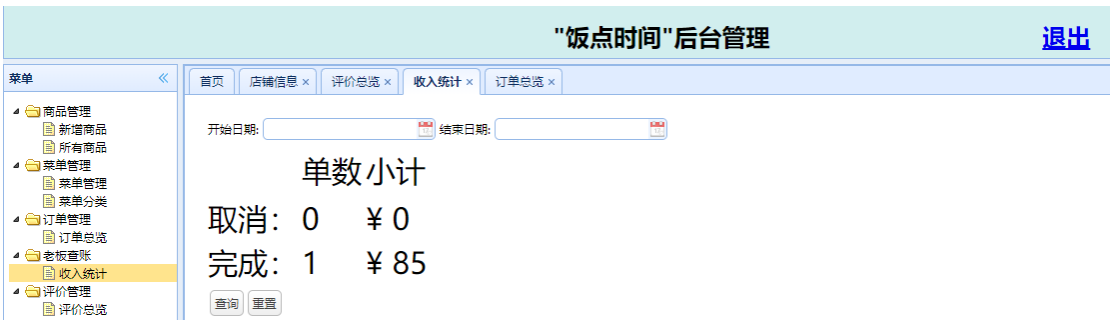 "饭点时间"后台管理
退出
菜单
首页 店铺信息 评价总览 收入统计 订单总览
商品管理
新增商品
所有商品
菜单管理
菜单管理
菜单分类
订单管理
订单总览
老板查账
收入统计
评价管理
评价总览
开始日期: 结束日期:
单数 小计
取消: 0 ¥ 0
完成: 1 ¥ 85
查询 重置